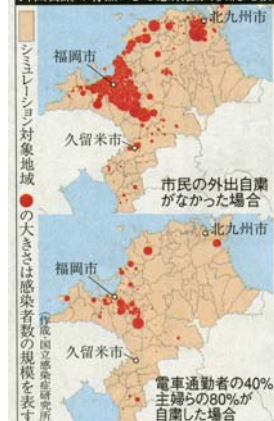 北九州市
福岡市
久留米市
市民の外出自粛
がなかった場合
北九州市
福岡市
久留米市
電車通勤者の40%
主婦らの80%が
自粛した場合
シミュレーション対象地域
●の大きさは感染者数の規模を表す
(作成・国立感染症研究所